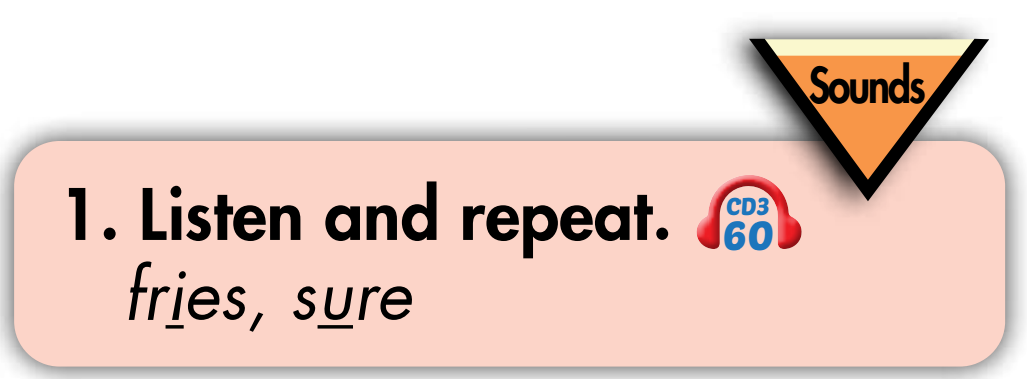 Sounds
1. Listen and repeat. CD3 60
fries, sure